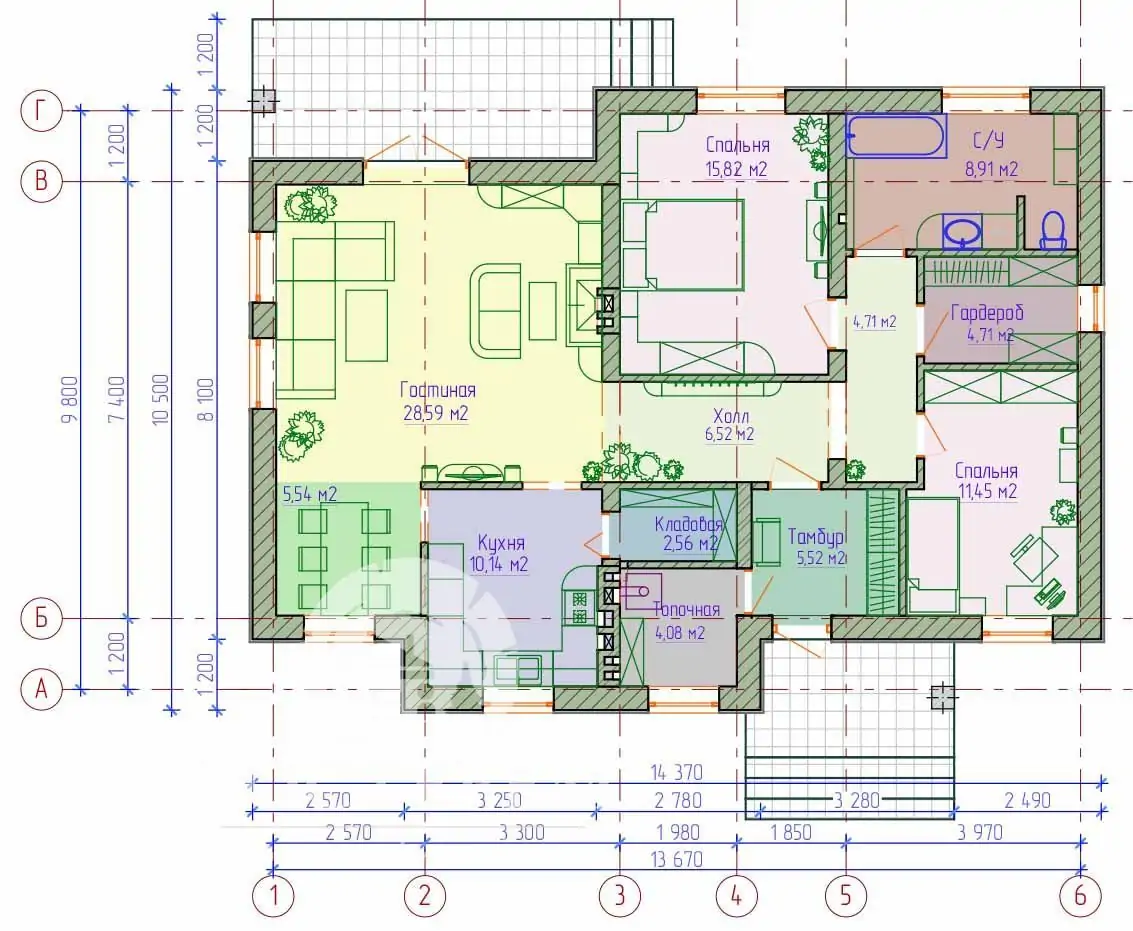 1 200
Г
1 200
1 200
В
Спальня
15,82 м2
С/У
8,91 м2
Гардероб
4,71 м2
4,71 м2
9 800
7 400
10 500
8 100
Гостиная
28,59 м2
Холл
6,52 м2
Спальня
11,45 м2
5,54 м2
Кухня
10,14 м2
Кладовая
2,56 м2
Тамбур
5,52 м2
Топочная
4,08 м2
Б
1 200
1 200
А
14 370
2 570
3 250
2 780
3 280
2 490
2 570
3 300
1 980
1 850
3 970
13 670
1
2
3
4
5
6